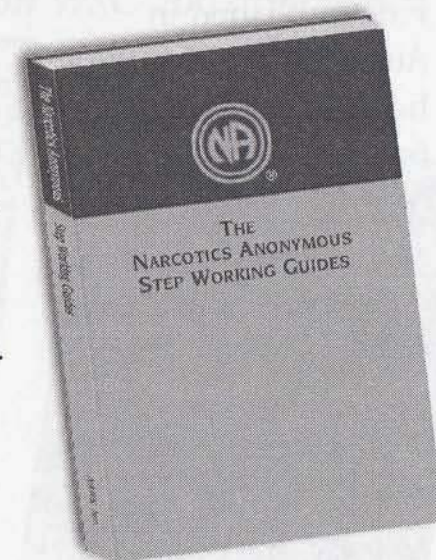 NA
®
THE
NARCOTICS ANONYMOUS
STEP WORKING GUIDES
The Narcotics Anonymous
Step Working Guides